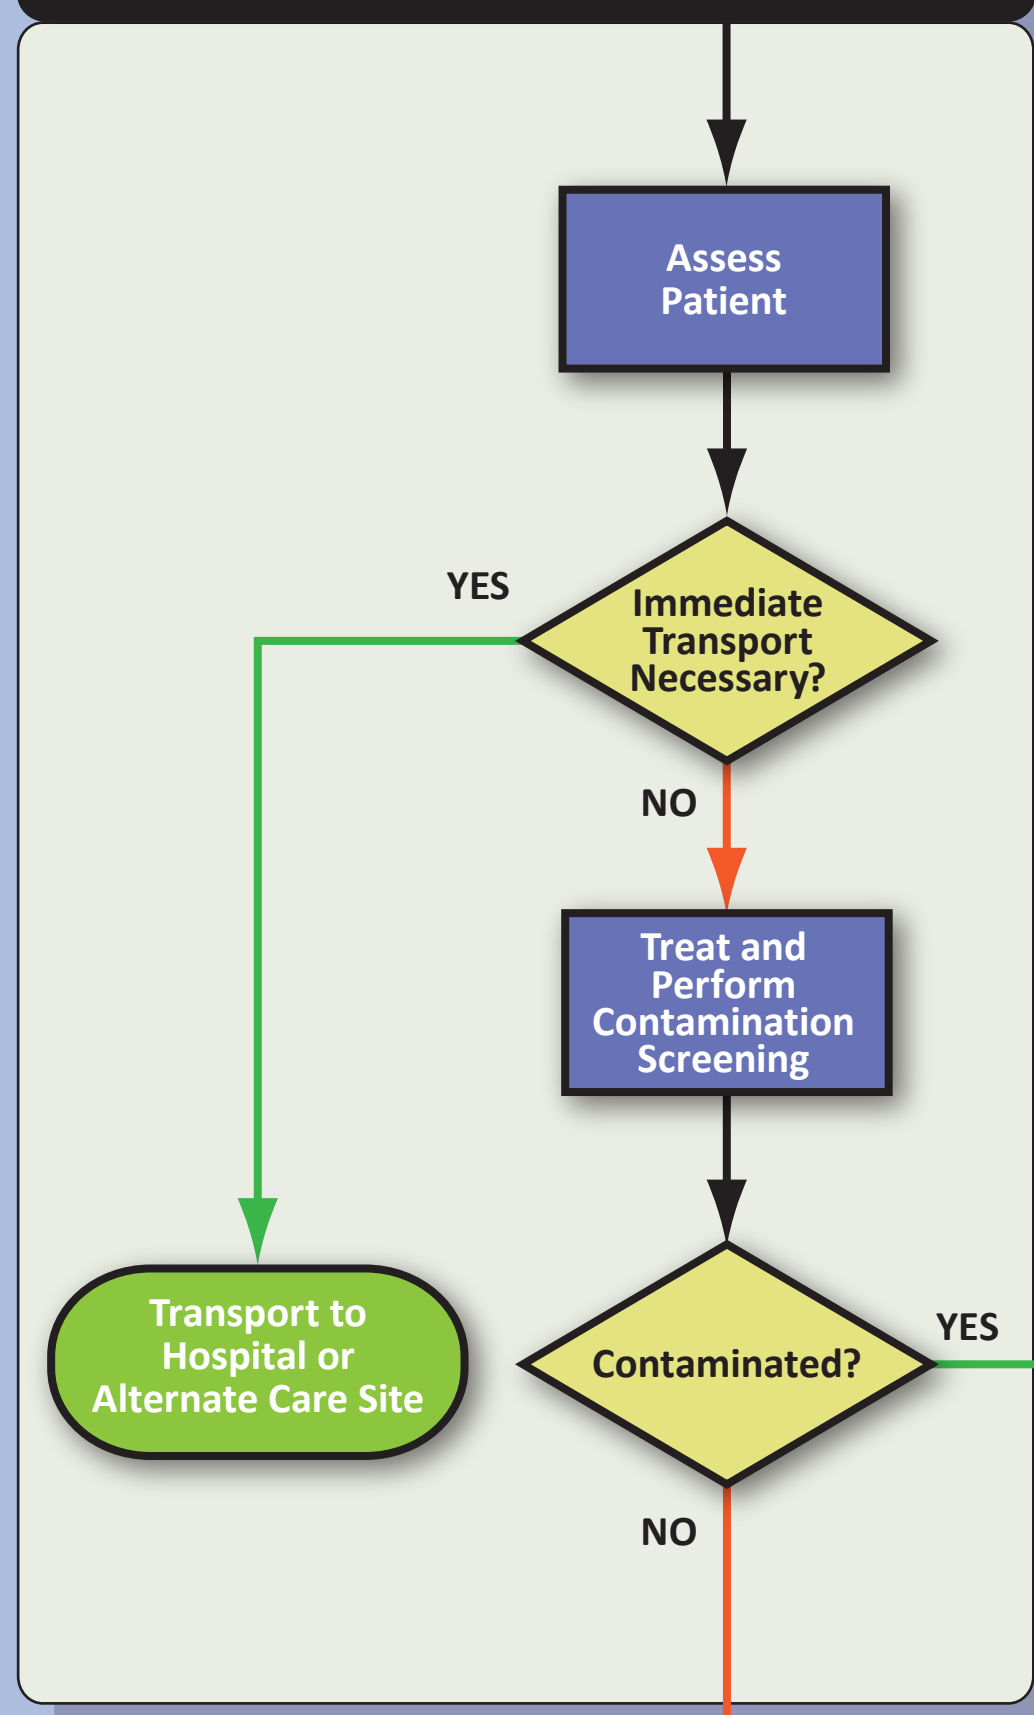 Assess
Patient
YES
Immediate
Transport
Necessary?
NO
Treat and
Perform
Contamination
Screening
Transport to
Hospital or
Alternate Care Site
Contaminated?
YES
NO